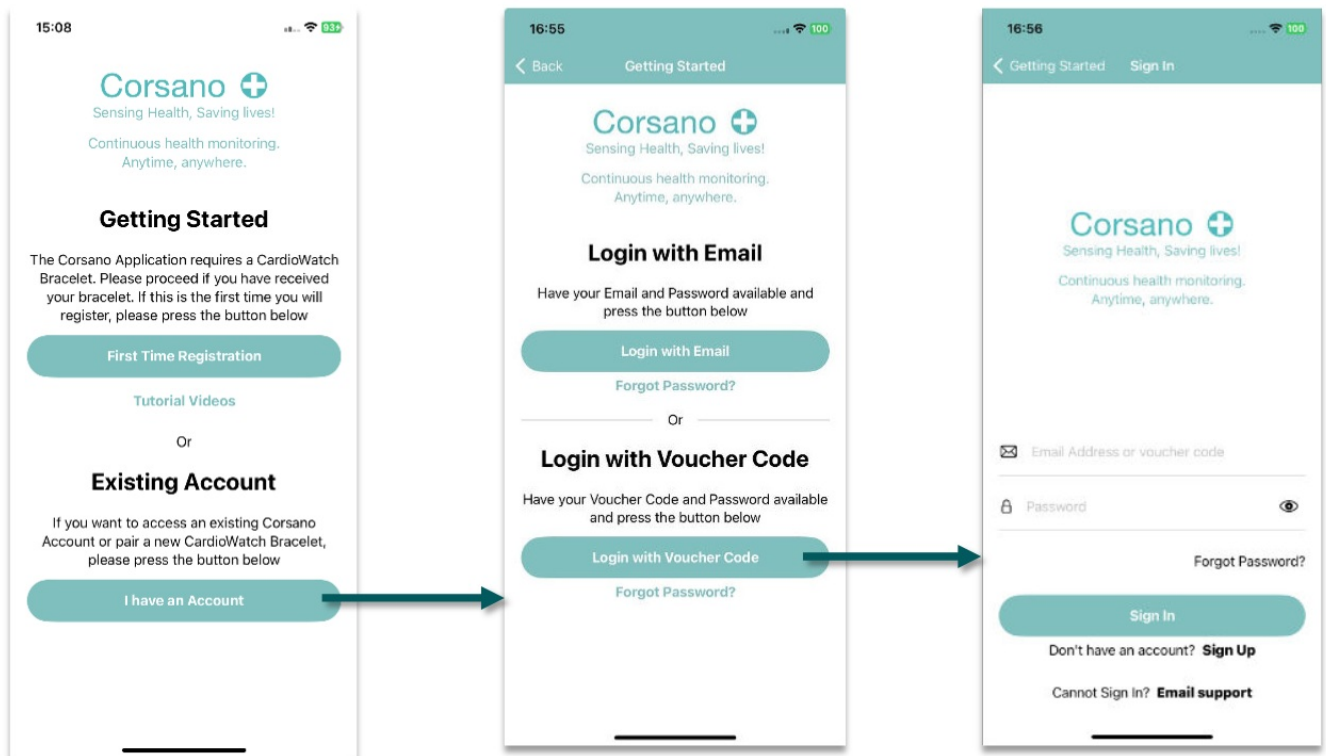 15:08
93
Corsano
Sensing Health, Saving lives!
Continuous health monitoring.
Anytime, anywhere.
Getting Started
The Corsano Application requires a CardioWatch
Bracelet. Please proceed if you have received
your bracelet. If this is the first time you will
register, please press the button below
First Time Registration
Tutorial Videos
Or
Existing Account
If you want to access an existing Corsano
Account or pair a new CardioWatch Bracelet,
please press the button below
I have an Account
16:55
100
Back
Getting Started
Corsano
Sensing Health, Saving lives!
Continuous health monitoring.
Anytime, anywhere.
Login with Email
Have your Email and Password available and
press the button below
Login with Email
Forgot Password?
Or
Login with Voucher Code
Have your Voucher Code and Password available
and press the button below
Login with Voucher Code
Forgot Password?
16:56
100
Getting Started
Sign In
Corsano
Sensing Health, Saving lives!
Continuous health monitoring.
Anytime, anywhere.
Email Address or voucher code
Password
Forgot Password?
Sign In
Don't have an account? Sign Up
Cannot Sign In? Email support